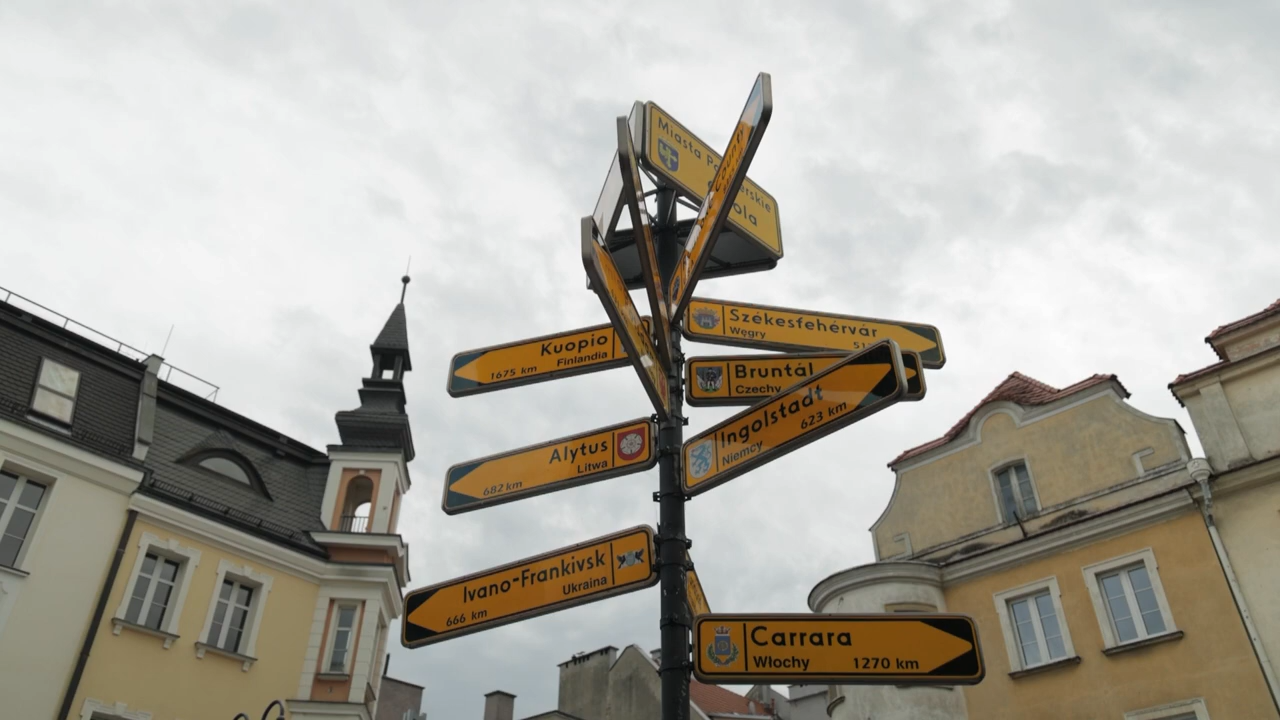 Miasta
Kuopio
Finlandia
1675 km
Székesfehérvár
Węgry
Bruntál
Czechy
Ingolstadt
Niemcy 623 km
Alytus
Litwa
682 km
Ivano-Frankivsk
Ukraina
666 km
Carrara
Włochy 1270 km